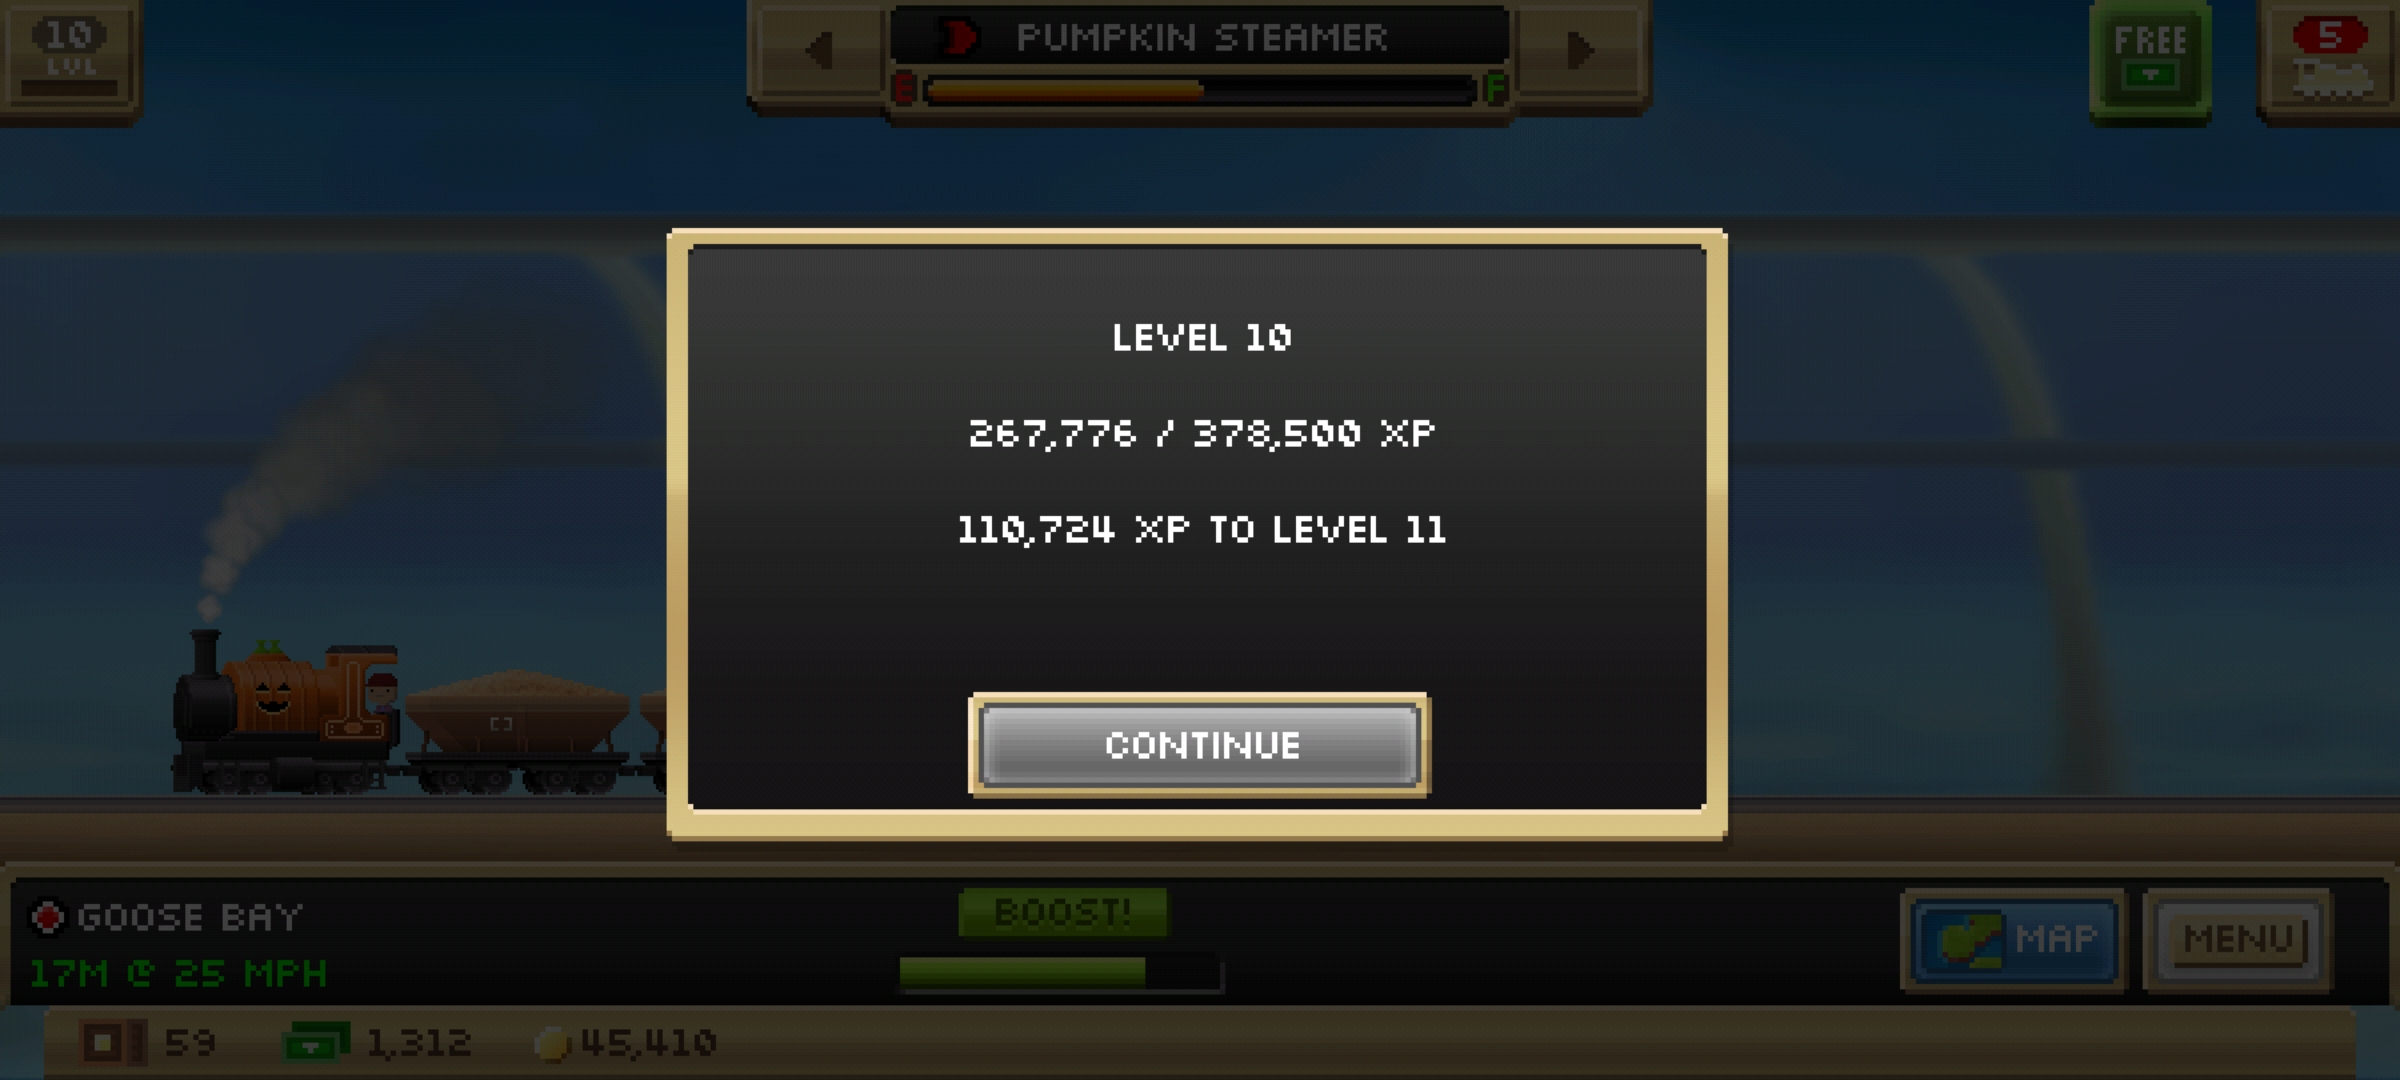 10
LVL
PUMPKIN STEAMER
E
F
FREE
5
LEVEL 10
267,776 / 378,500 XP
110,724 XP TO LEVEL 11
CONTINUE
GOOSE BAY
17M @ 25 MPH
BOOST!
MAP
MENU
59
1,312
45,410